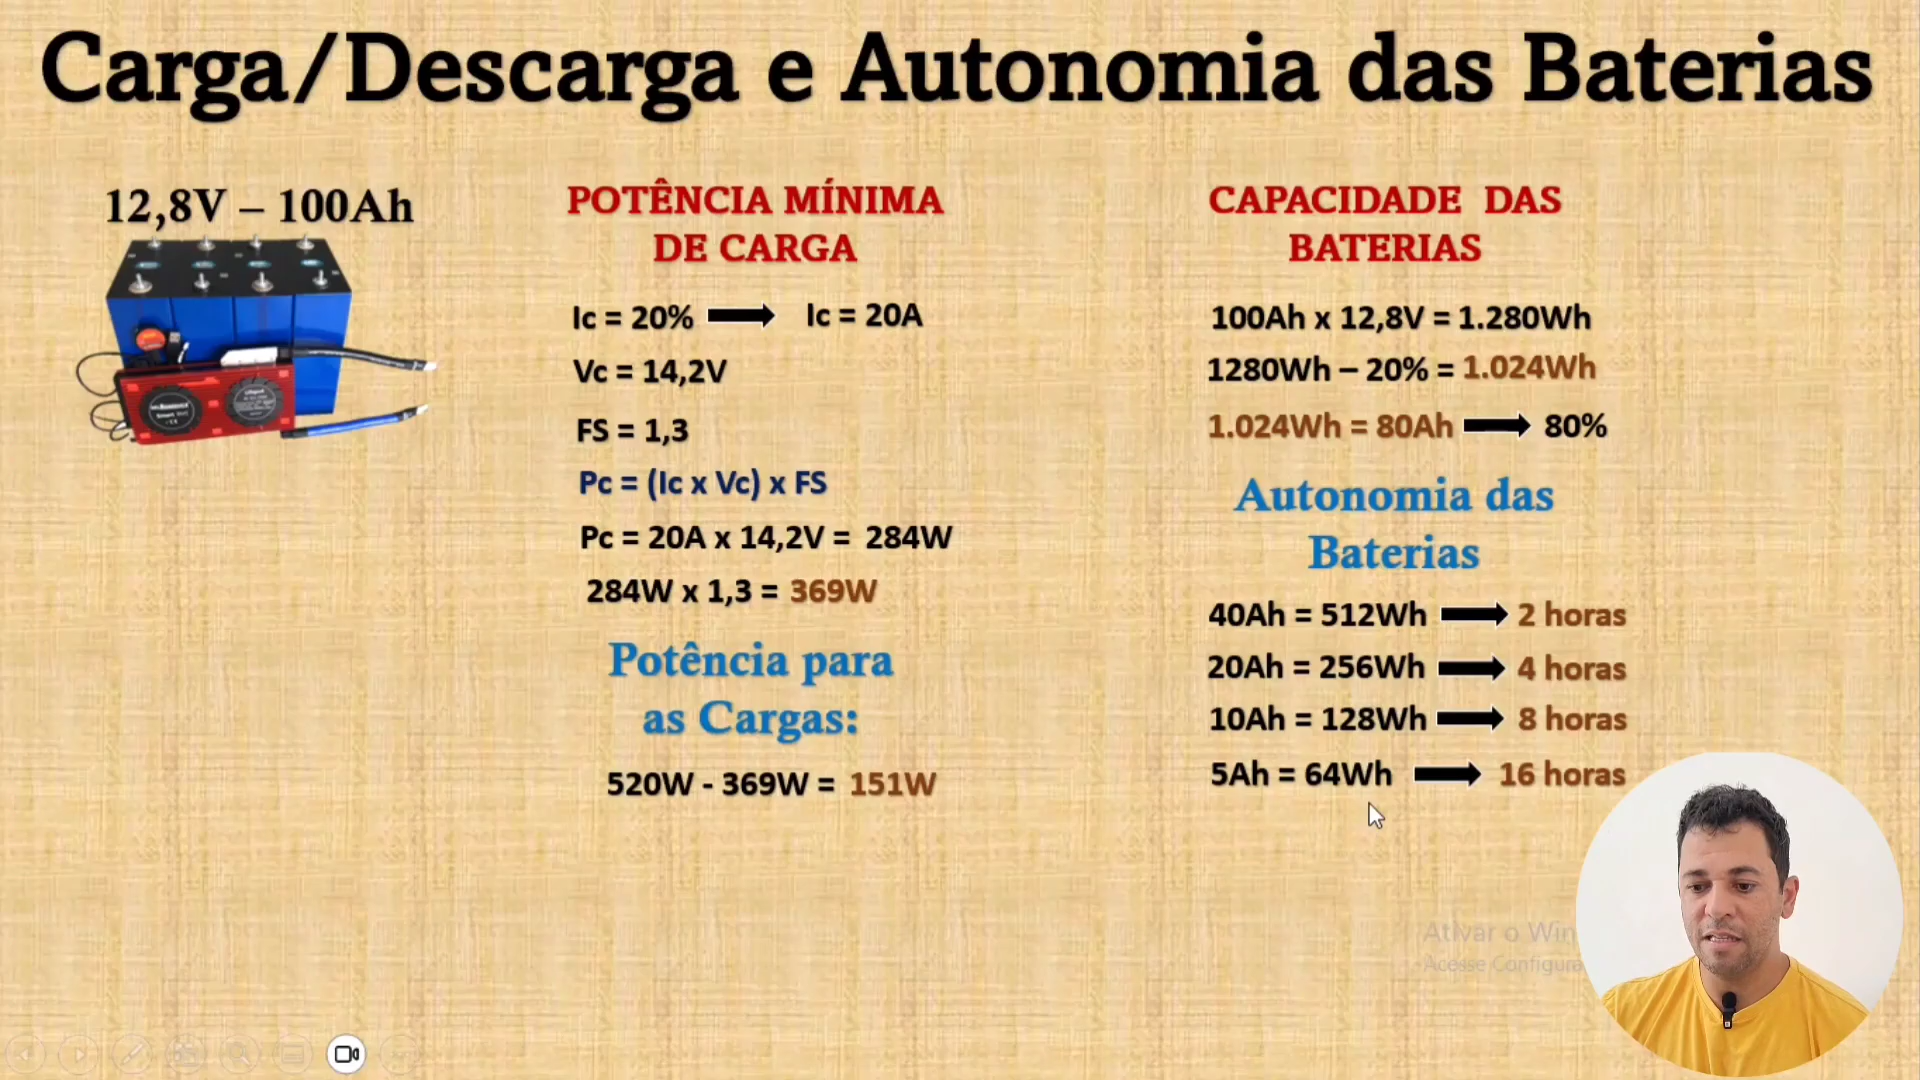 Carga/Descarga e Autonomia das Baterias
12,8V – 100Ah
POTÊNCIA MÍNIMA
DE CARGA
Ic = 20% Ic = 20A
Vc = 14,2V
FS = 1,3
Pc = (Ic x Vc) x FS
Pc = 20A x 14,2V = 284W
284W x 1,3 = 369W
Potência para
as Cargas:
520W - 369W = 151W
CAPACIDADE DAS
BATERIAS
100Ah x 12,8V = 1.280Wh
1280Wh – 20% = 1.024Wh
1.024Wh = 80Ah 80%
Autonomia das
Baterias
40Ah = 512Wh 2 horas
20Ah = 256Wh 4 horas
10Ah = 128Wh 8 horas
5Ah = 64Wh 16 horas
Ativar o Win
Acesse Configura